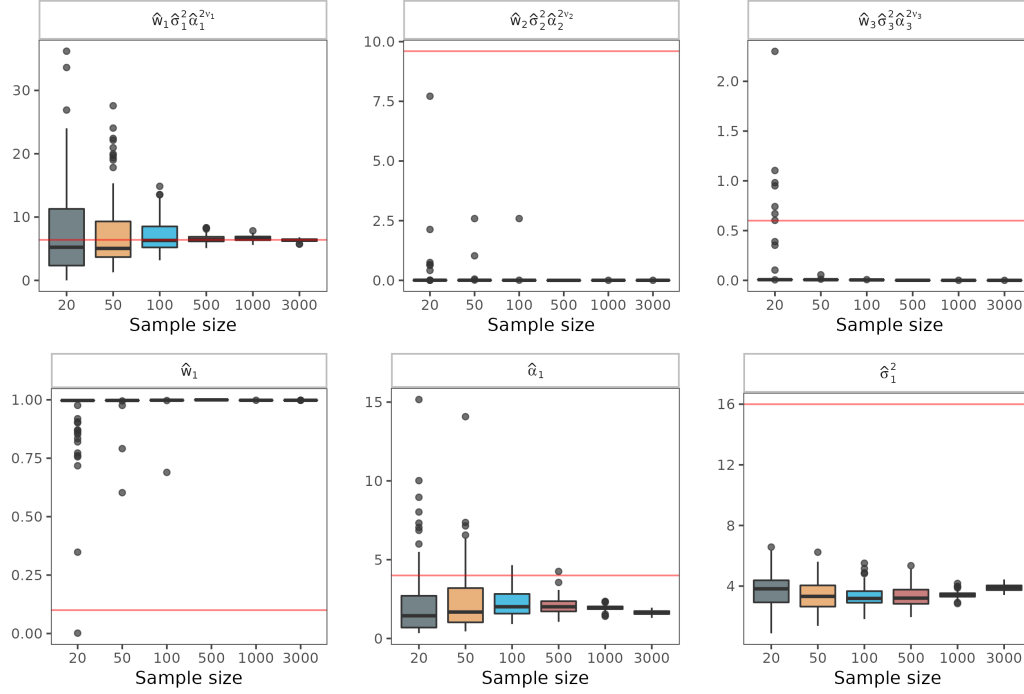 ŵ₁σ̂₁²α̂₁^{2ν₁}
30
20
10
0
20 50 100 500 1000 3000
Sample size
ŵ₂σ̂₂²α̂₂^{2ν₂}
10.0
7.5
5.0
2.5
0.0
20 50 100 500 1000 3000
Sample size
ŵ₃σ̂₃²α̂₃^{2ν₃}
2.0
1.5
1.0
0.5
0.0
20 50 100 500 1000 3000
Sample size
ŵ₁
1.00
0.75
0.50
0.25
0.00
20 50 100 500 1000 3000
Sample size
α̂₁
15
10
5
0
20 50 100 500 1000 3000
Sample size
σ̂₁²
16
12
8
4
20 50 100 500 1000 3000
Sample size